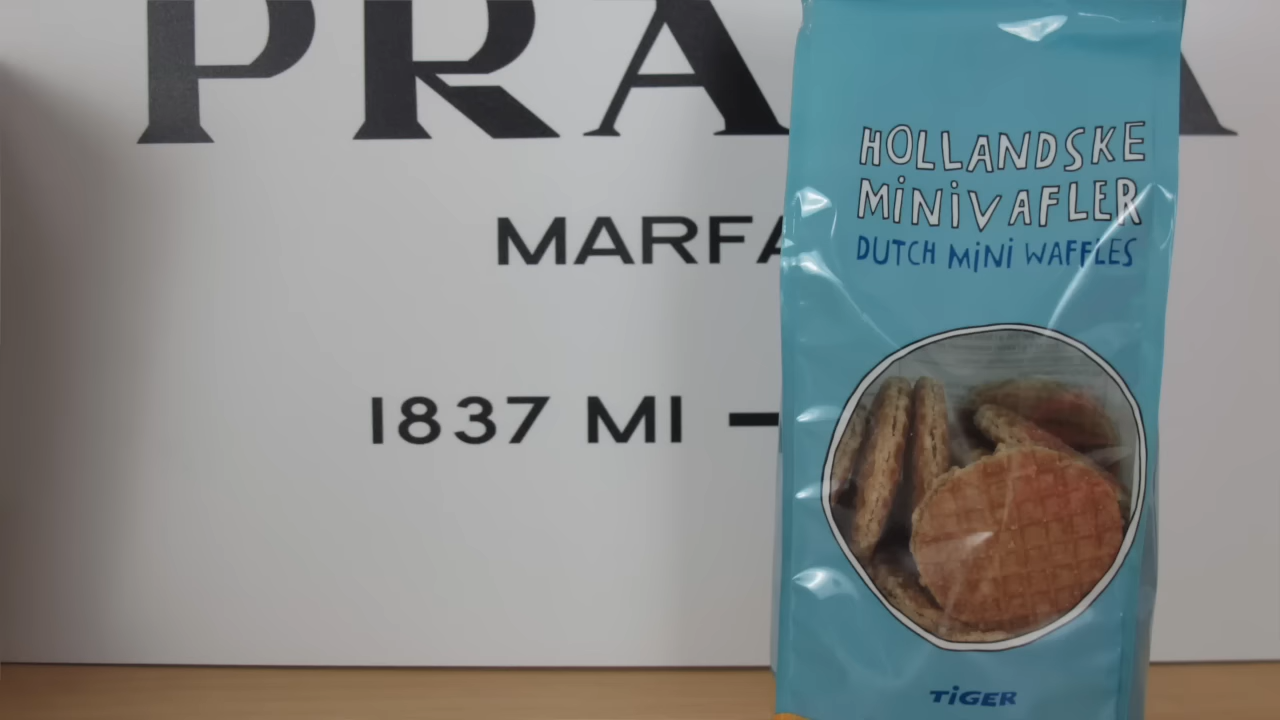 PRA
MARFA
1837 MI —
HOLLANDSKE
MiNiVAFLER
DUTCH MiNi WAFFLES
TiGER